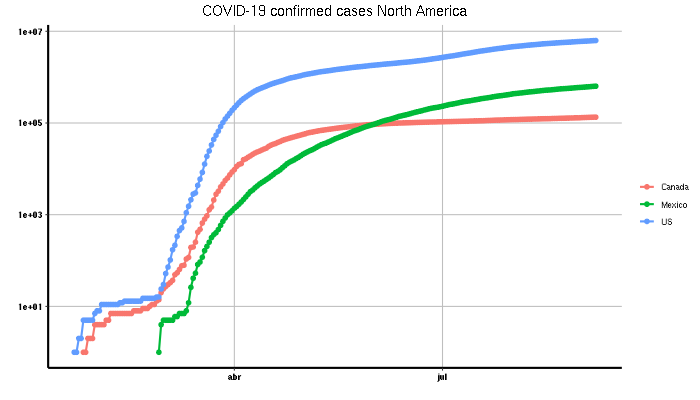 COVID-19 confirmed cases North America
1e+07
1e+05
1e+03
1e+01
abr
jul
Canada
Mexico
US